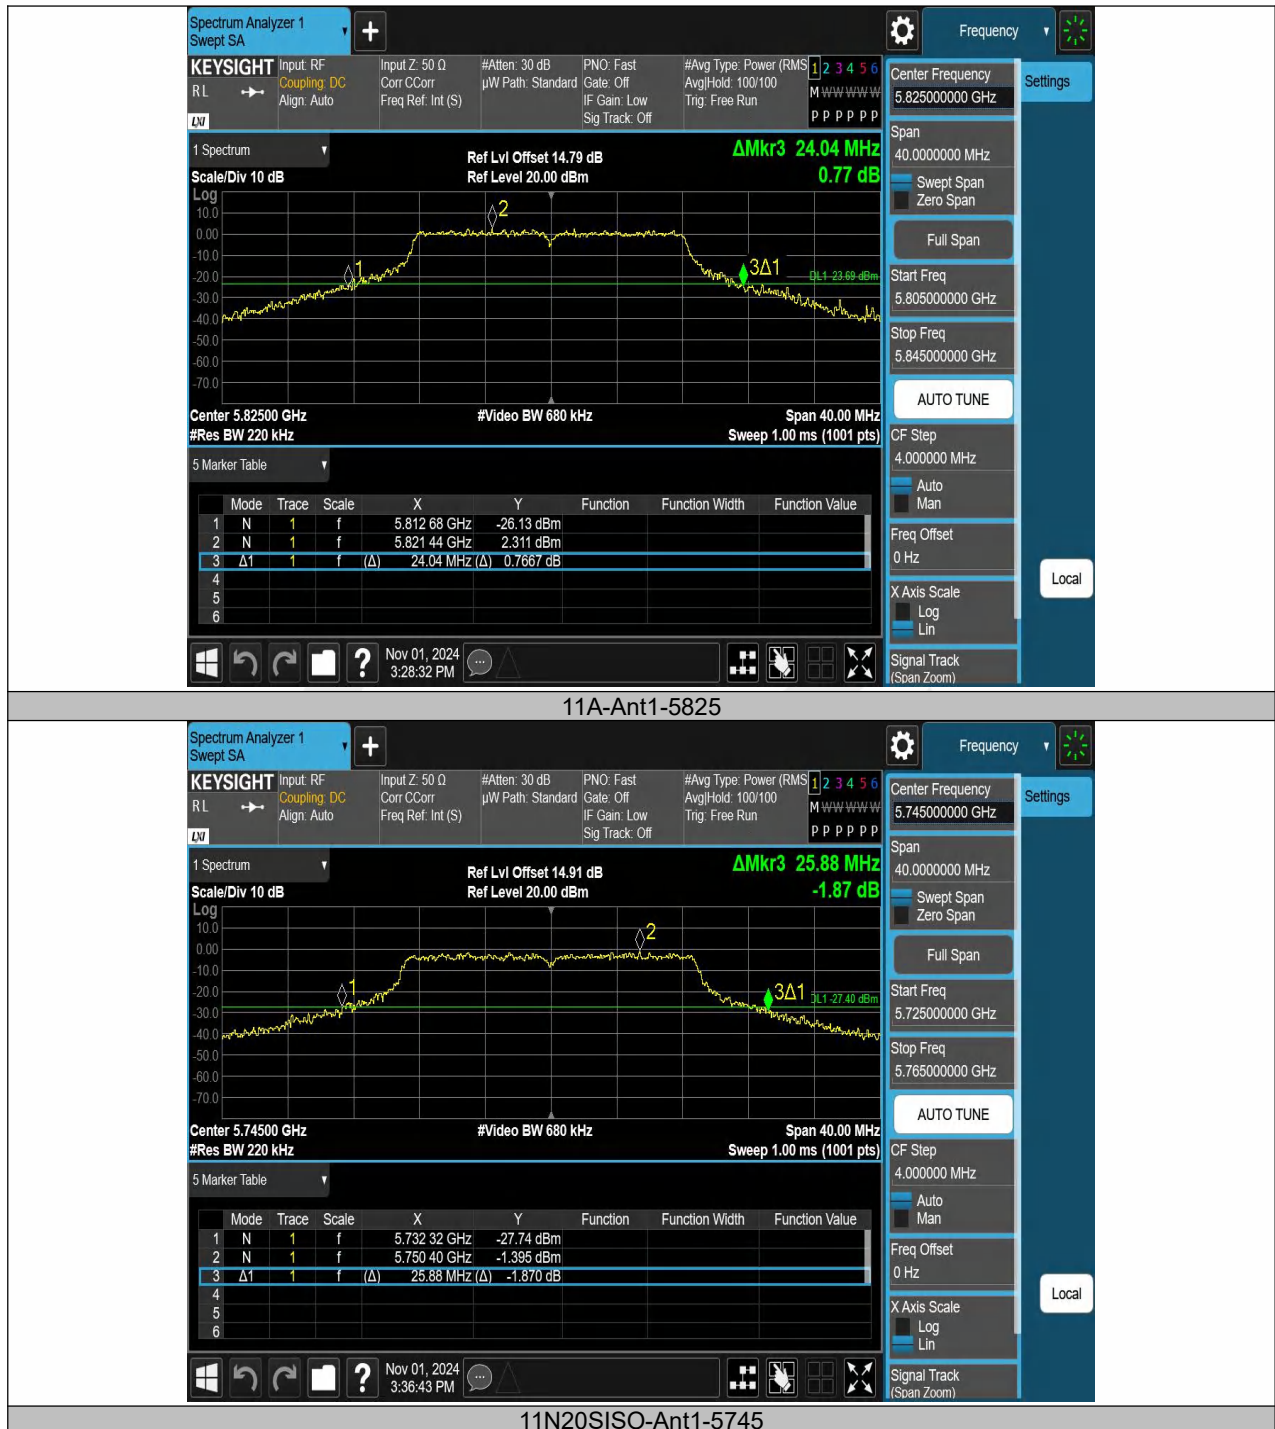 Spectrum Analyzer 1
Swept SA
+
Frequency
KEYSIGHT
RL
LXI
Input: RF
Coupling: DC
Align: Auto
Input Z: 50 Ω
Corr CCorr
Freq Ref: Int (S)
#Atten: 30 dB
µW Path: Standard
PNO: Fast
Gate: Off
IF Gain: Low
Sig Track: Off
#Avg Type: Power (RMS
Avg|Hold: 100/100
Trig: Free Run
1 2 3 4 5 6
M W W W W W
P P P P P P
1 Spectrum
Scale/Div 10 dB
Ref Lvl Offset 14.79 dB
Ref Level 20.00 dBm
ΔMkr3 24.04 MHz
0.77 dB
Log
10.0
0.00
-10.0
-20.0
-30.0
-40.0
-50.0
-60.0
-70.0
1
2
3Δ1
DL1 -23.69 dBm
Center 5.82500 GHz
#Video BW 680 kHz
Span 40.00 MHz
#Res BW 220 kHz
Sweep 1.00 ms (1001 pts)
5 Marker Table
Mode Trace Scale X Y Function Function Width Function Value
1 N 1 f 5.812 68 GHz -26.13 dBm
2 N 1 f 5.821 44 GHz 2.311 dBm
3 Δ1 1 f (Δ) 24.04 MHz (Δ) 0.7667 dB
4
5
6
?
Nov 01, 2024
3:28:32 PM
Center Frequency
5.825000000 GHz
Settings
Span
40.0000000 MHz
Swept Span
Zero Span
Full Span
Start Freq
5.805000000 GHz
Stop Freq
5.845000000 GHz
AUTO TUNE
CF Step
4.000000 MHz
Auto
Man
Freq Offset
0 Hz
Local
X Axis Scale
Log
Lin
Signal Track
(Span Zoom)
11A-Ant1-5825
Spectrum Analyzer 1
Swept SA
+
Frequency
KEYSIGHT
RL
LXI
Input: RF
Coupling: DC
Align: Auto
Input Z: 50 Ω
Corr CCorr
Freq Ref: Int (S)
#Atten: 30 dB
µW Path: Standard
PNO: Fast
Gate: Off
IF Gain: Low
Sig Track: Off
#Avg Type: Power (RMS
Avg|Hold: 100/100
Trig: Free Run
1 2 3 4 5 6
M W W W W W
P P P P P P
1 Spectrum
Scale/Div 10 dB
Ref Lvl Offset 14.91 dB
Ref Level 20.00 dBm
ΔMkr3 25.88 MHz
-1.87 dB
Log
10.0
0.00
-10.0
-20.0
-30.0
-40.0
-50.0
-60.0
-70.0
1
2
3Δ1
DL1 -27.40 dBm
Center 5.74500 GHz
#Video BW 680 kHz
Span 40.00 MHz
#Res BW 220 kHz
Sweep 1.00 ms (1001 pts)
5 Marker Table
Mode Trace Scale X Y Function Function Width Function Value
1 N 1 f 5.732 32 GHz -27.74 dBm
2 N 1 f 5.750 40 GHz -1.395 dBm
3 Δ1 1 f (Δ) 25.88 MHz (Δ) -1.870 dB
4
5
6
?
Nov 01, 2024
3:36:43 PM
Center Frequency
5.745000000 GHz
Settings
Span
40.0000000 MHz
Swept Span
Zero Span
Full Span
Start Freq
5.725000000 GHz
Stop Freq
5.765000000 GHz
AUTO TUNE
CF Step
4.000000 MHz
Auto
Man
Freq Offset
0 Hz
Local
X Axis Scale
Log
Lin
Signal Track
(Span Zoom)
11N20SISO-Ant1-5745